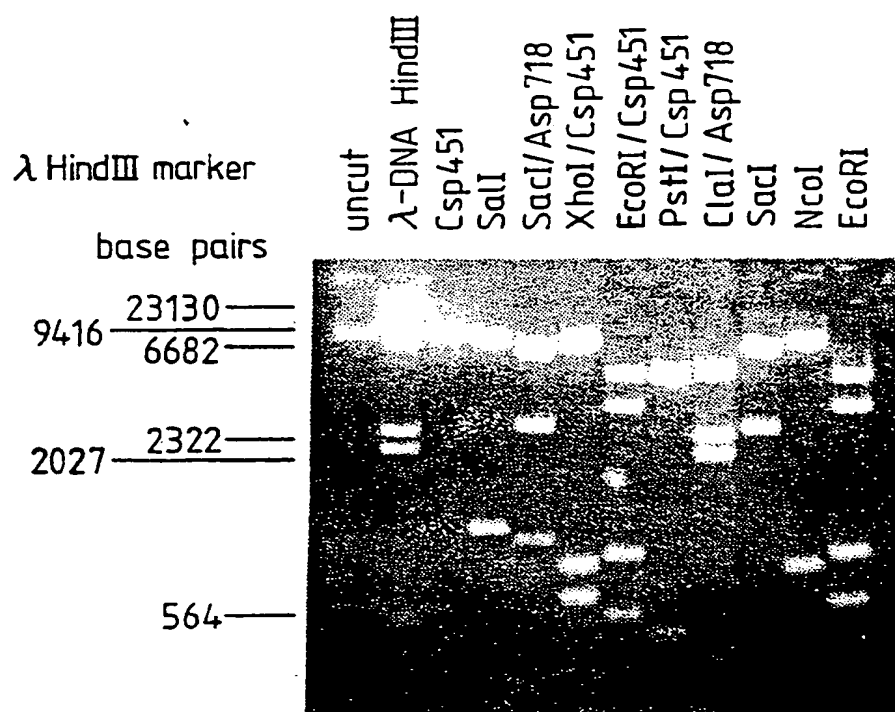 λ HindIII marker
base pairs
23130
9416
6682
2322
2027
564
uncut
λ-DNA HindIII
Csp451
SalI
SacI/Asp718
XhoI/Csp451
EcoRI/Csp451
PstI/Csp451
ClaI/Asp718
SacI
NcoI
EcoRI